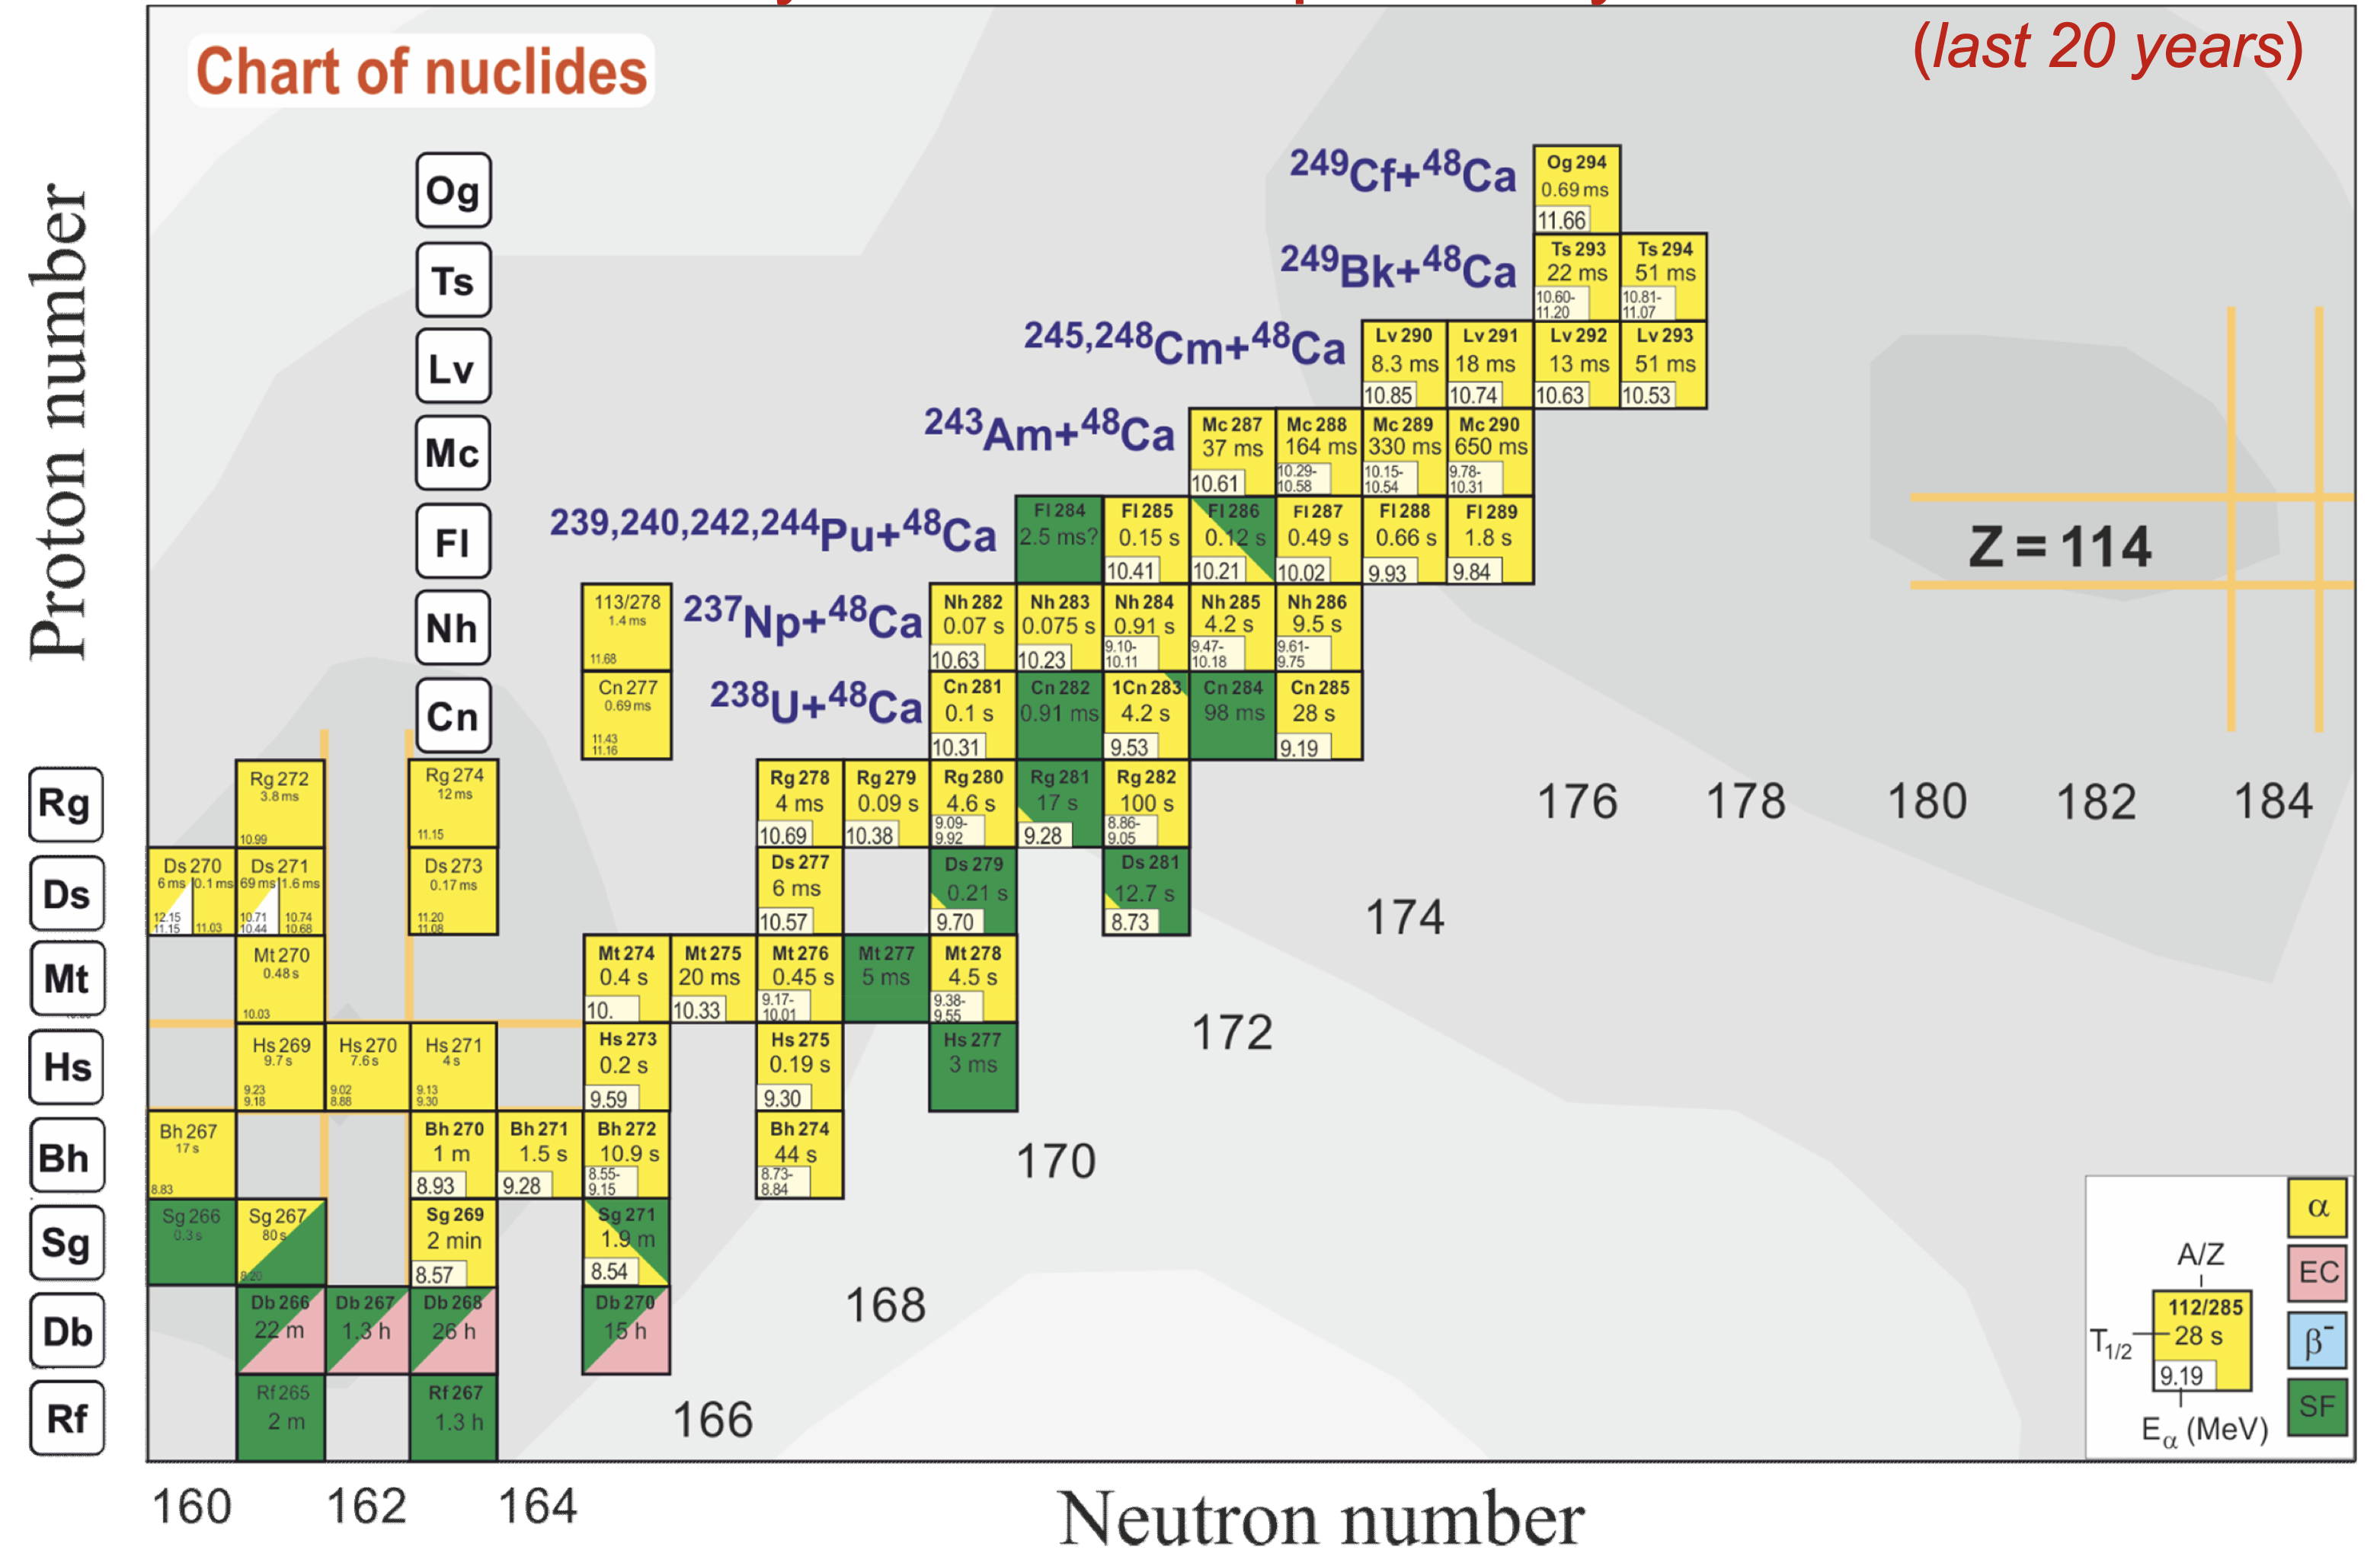 (last 20 years)
Chart of nuclides
Proton number
Og
249Cf+48Ca
Og 294
0.69 ms
11.66
Ts
249Bk+48Ca
Ts 293
22 ms
10.60-
11.20
Ts 294
51 ms
10.81-
11.07
Lv
245,248Cm+48Ca
Lv 290
8.3 ms
10.85
Lv 291
18 ms
10.74
Lv 292
13 ms
10.63
Lv 293
51 ms
10.53
Mc
243Am+48Ca
Mc 287
37 ms
10.61
Mc 288
164 ms
10.29-
10.58
Mc 289
330 ms
10.15-
10.54
Mc 290
650 ms
9.78-
10.31
Fl
239,240,242,244Pu+48Ca
Fl 284
2.5 ms?
Fl 285
0.15 s
10.41
Fl 286
0.12 s
10.21
Fl 287
0.49 s
10.02
Fl 288
0.66 s
9.93
Fl 289
1.8 s
9.84
Z = 114
Nh
113/278
1.4 ms
11.68
237Np+48Ca
Nh 282
0.07 s
10.63
Nh 283
0.075 s
10.23
Nh 284
0.91 s
9.10-
10.11
Nh 285
4.2 s
9.47-
10.18
Nh 286
9.5 s
9.61-
9.75
Cn
Cn 277
0.69 ms
11.43
11.16
238U+48Ca
Cn 281
0.1 s
10.31
Cn 282
0.91 ms
1Cn 283
4.2 s
9.53
Cn 284
98 ms
Cn 285
28 s
9.19
Rg
Rg 272
3.8 ms
10.99
Rg 274
12 ms
11.15
Rg 278
4 ms
10.69
Rg 279
0.09 s
10.38
Rg 280
4.6 s
9.09-
9.92
Rg 281
17 s
9.28
Rg 282
100 s
8.86-
9.05
176 178 180 182 184
Ds
Ds 270
6 ms 0.1 ms
12.15
11.15 11.03
Ds 271
69 ms 1.6 ms
10.71 10.74
10.44 10.68
Ds 273
0.17 ms
11.20
11.08
Ds 277
6 ms
10.57
Ds 279
0.21 s
9.70
Ds 281
12.7 s
8.73
174
Mt
Mt 270
0.48 s
10.03
Mt 274
0.4 s
10.
Mt 275
20 ms
10.33
Mt 276
0.45 s
9.17-
10.01
Mt 277
5 ms
Mt 278
4.5 s
9.38-
9.55
172
Hs
Hs 269
9.7 s
9.23
9.18
Hs 270
7.6 s
9.02
8.88
Hs 271
4 s
9.13
9.30
Hs 273
0.2 s
9.59
Hs 275
0.19 s
9.30
Hs 277
3 ms
Bh
Bh 267
17 s
8.83
Bh 270
1 m
8.93
Bh 271
1.5 s
9.28
Bh 272
10.9 s
8.55-
9.15
Bh 274
44 s
8.73-
8.84
170
Sg
Sg 266
0.3 s
Sg 267
80 s
8.20
Sg 269
2 min
8.57
Sg 271
1.9 m
8.54
168
Db
Db 266
22 m
Db 267
1.3 h
Db 268
26 h
Db 270
15 h
Rf
Rf 265
2 m
Rf 267
1.3 h
166
α
EC
β-
SF
A/Z
112/285
T1/2
28 s
9.19
Eα (MeV)
160 162 164
Neutron number